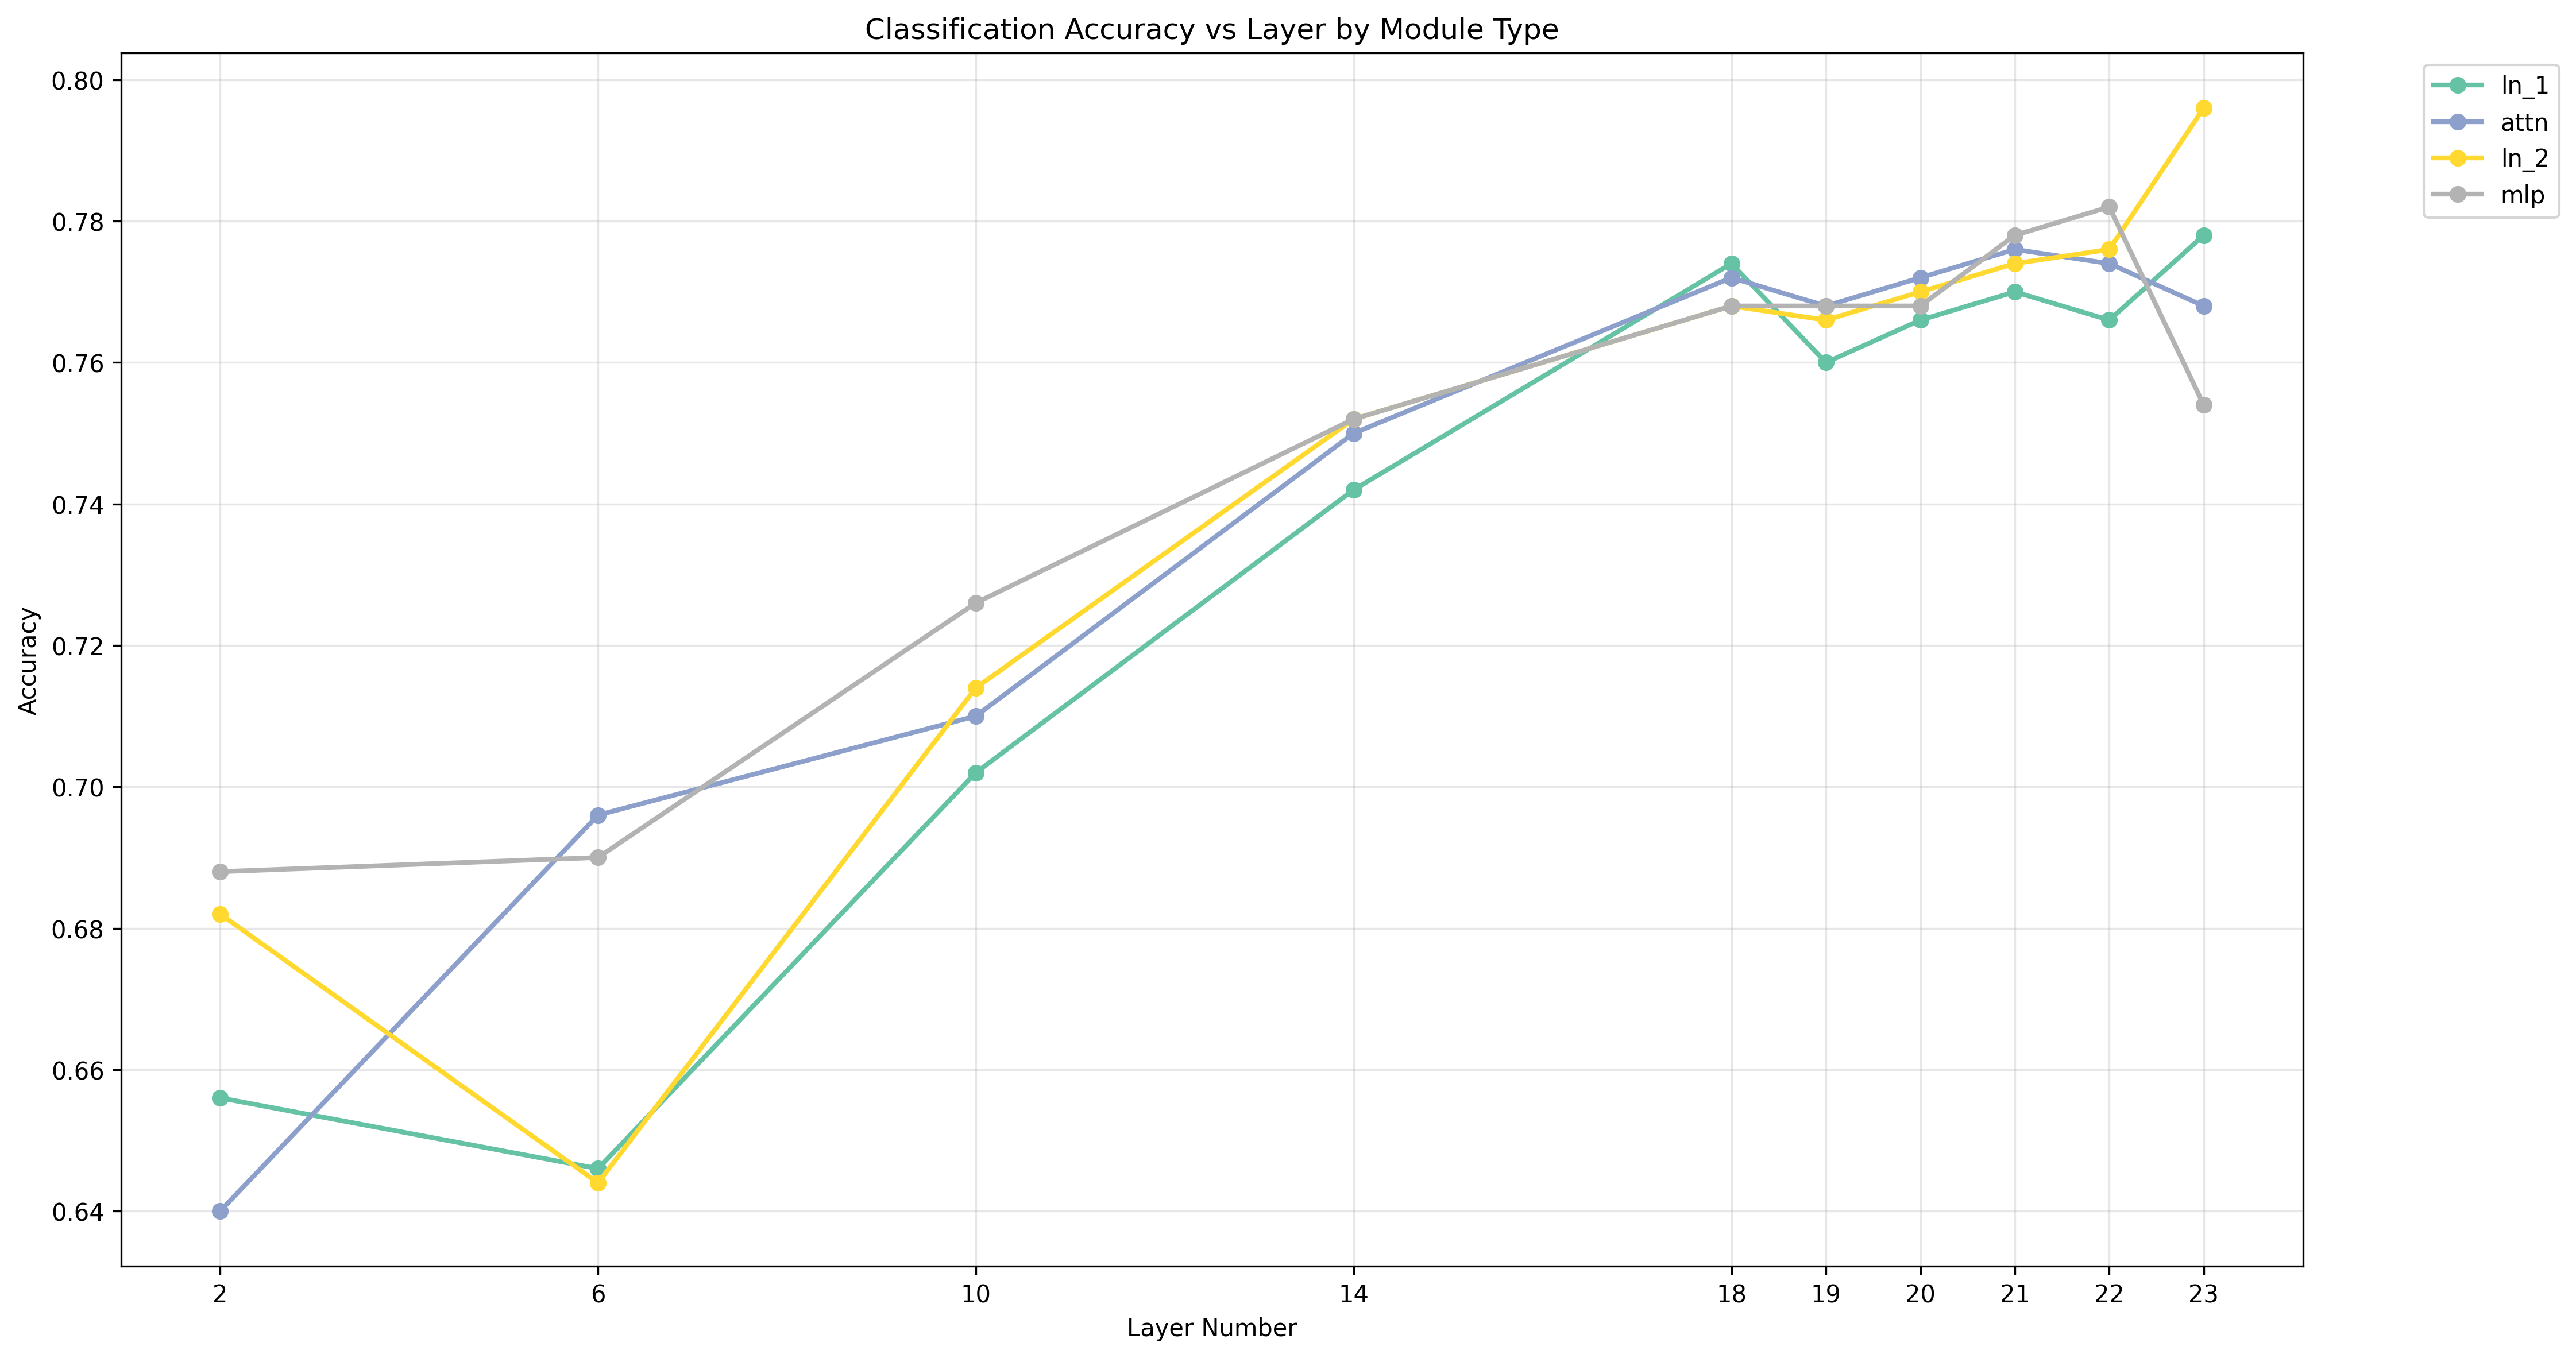 Classification Accuracy vs Layer by Module Type
ln_1
attn
ln_2
mlp
0.80
0.78
0.76
0.74
0.72
0.70
0.68
0.66
0.64
Accuracy
2 6 10 14 18 19 20 21 22 23
Layer Number